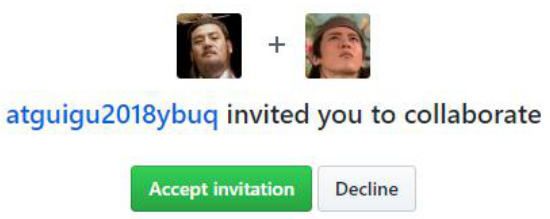 atguigu2018ybuq invited you to collaborate
Accept invitation Decline